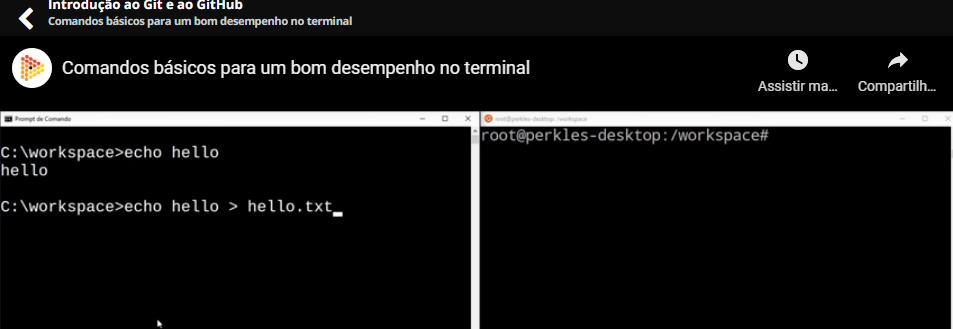 Introdução ao Git e ao GitHub
Comandos básicos para um bom desempenho no terminal
Comandos básicos para um bom desempenho no terminal
Assistir ma...
Compartilh...
Prompt de Comando
root@perkles-desktop: /workspace
C:\workspace>echo hello
hello
C:\workspace>echo hello > hello.txt_
root@perkles-desktop:/workspace#